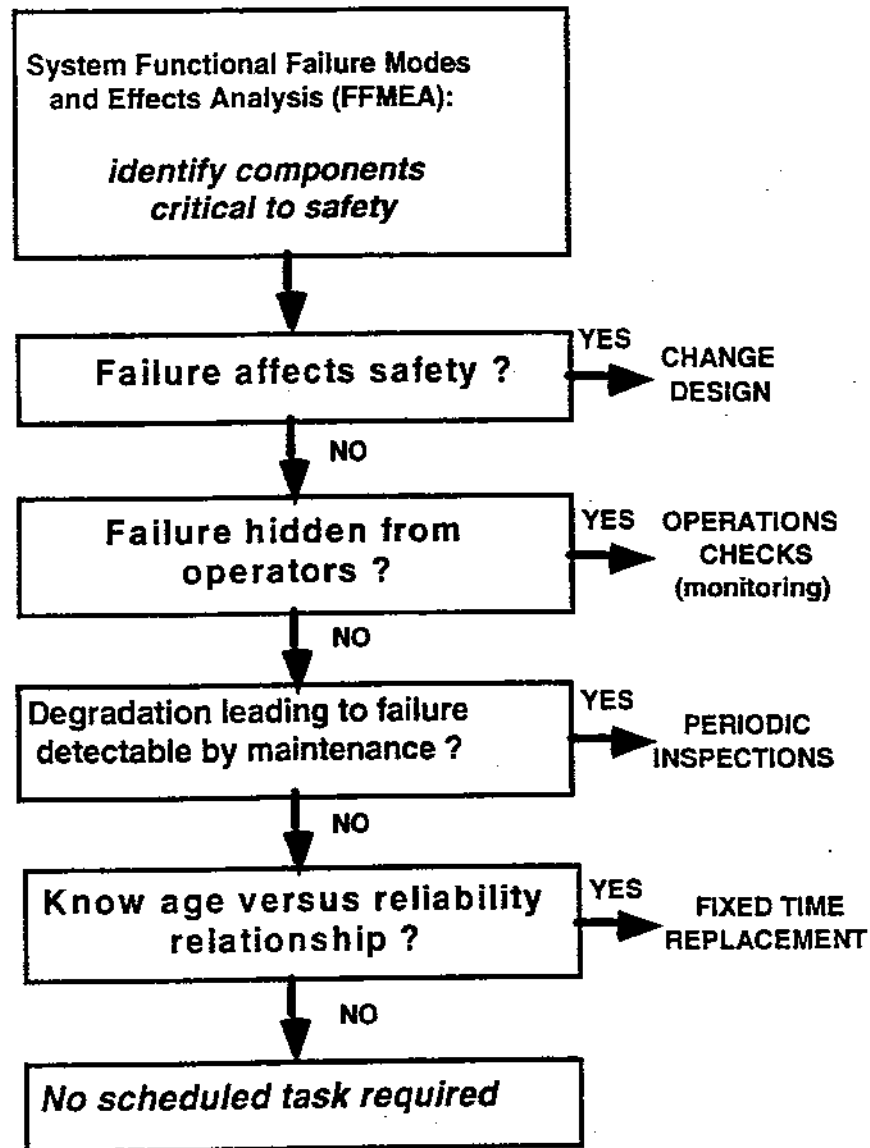 System Functional Failure Modes
and Effects Analysis (FFMEA):
identify components
critical to safety
Failure affects safety ?
YES
CHANGE
DESIGN
NO
Failure hidden from
operators ?
YES
OPERATIONS
CHECKS
(monitoring)
NO
Degradation leading to failure
detectable by maintenance ?
YES
PERIODIC
INSPECTIONS
NO
Know age versus reliability
relationship ?
YES
FIXED TIME
REPLACEMENT
NO
No scheduled task required